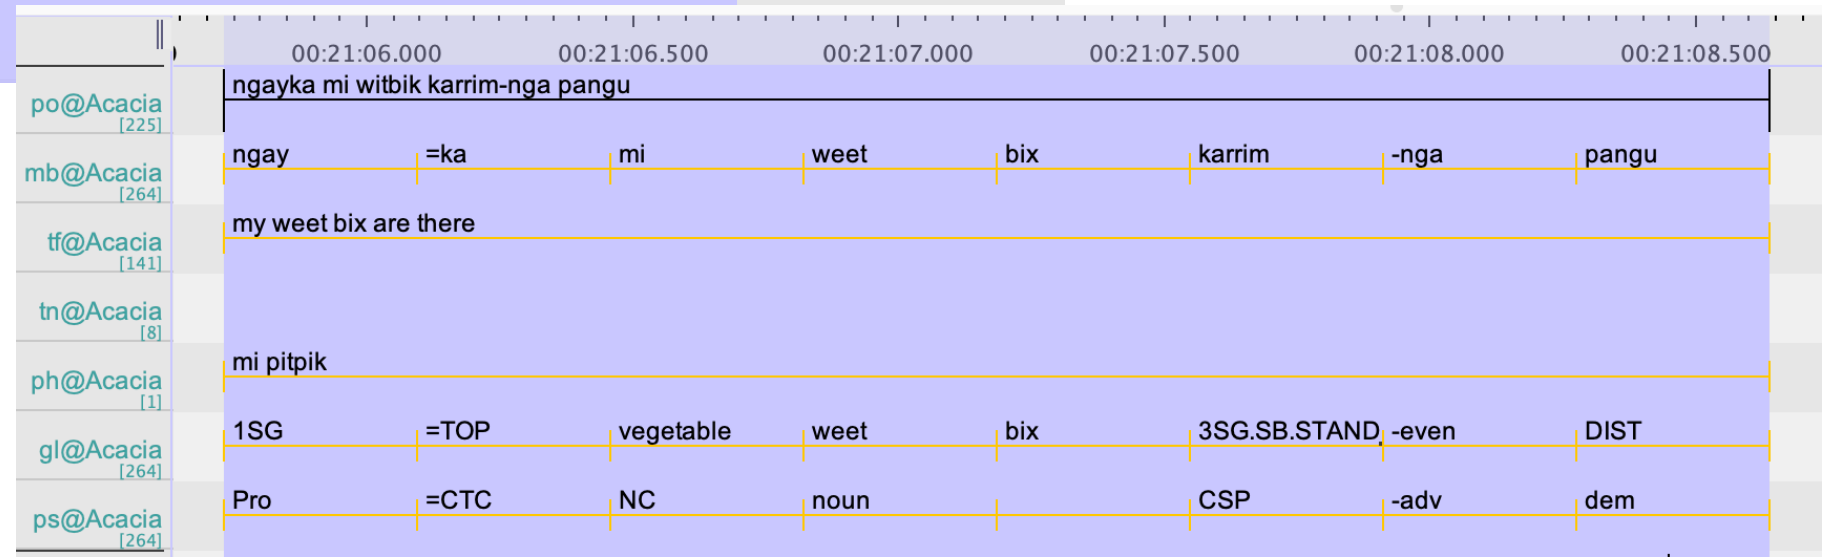 00:21:06.000 00:21:06.500 00:21:07.000 00:21:07.500 00:21:08.000 00:21:08.500
po@Acacia ngayka mi witbik karrim-nga pangu
[225]
mb@Acacia ngay =ka mi weet bix karrim -nga pangu
[264]
tf@Acacia my weet bix are there
[141]
tn@Acacia
[8]
ph@Acacia mi pitpik
[1]
gl@Acacia 1SG =TOP vegetable weet bix 3SG.SB.STAND. -even DIST
[264]
ps@Acacia Pro =CTC NC noun CSP -adv dem
[264]